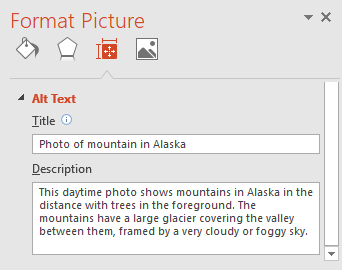 Format Picture
Alt Text
Title
Photo of mountain in Alaska
Description
This daytime photo shows mountains in Alaska in the
distance with trees in the foreground. The
mountains have a large glacier covering the valley
between them, framed by a very cloudy or foggy sky.